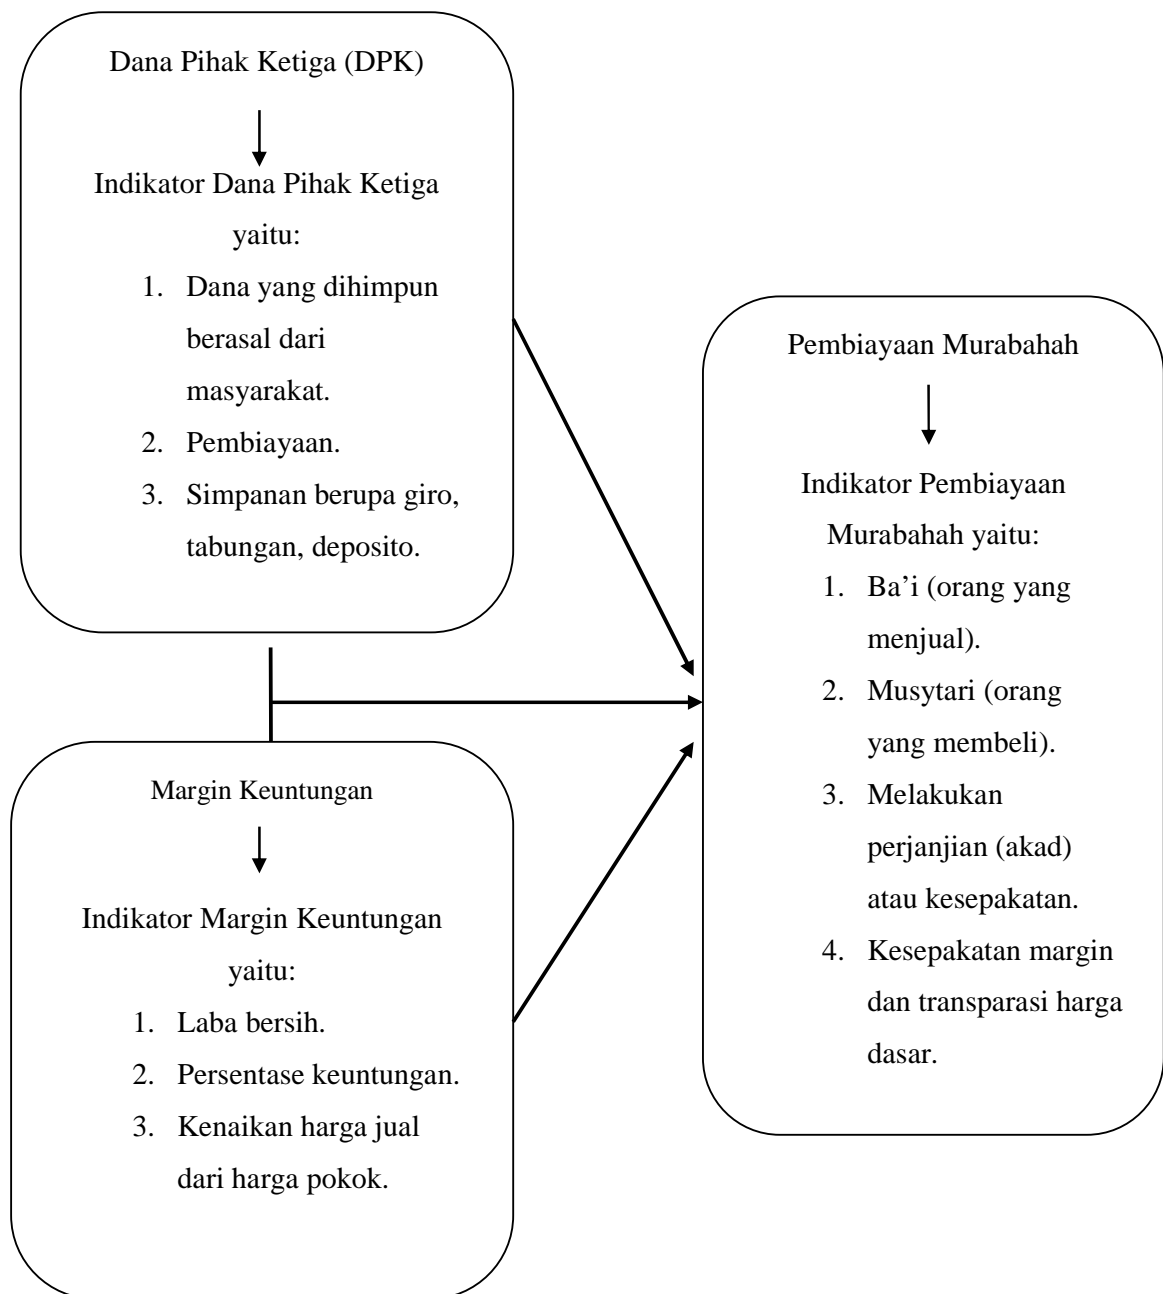 Dana Pihak Ketiga (DPK)
Indikator Dana Pihak Ketiga
yaitu:
1. Dana yang dihimpun
berasal dari
masyarakat.
2. Pembiayaan.
3. Simpanan berupa giro,
tabungan, deposito.
Margin Keuntungan
Indikator Margin Keuntungan
yaitu:
1. Laba bersih.
2. Persentase keuntungan.
3. Kenaikan harga jual
dari harga pokok.
Pembiayaan Murabahah
Indikator Pembiayaan
Murabahah yaitu:
1. Ba’i (orang yang
menjual).
2. Musytari (orang
yang membeli).
3. Melakukan
perjanjian (akad)
atau kesepakatan.
4. Kesepakatan margin
dan transparasi harga
dasar.